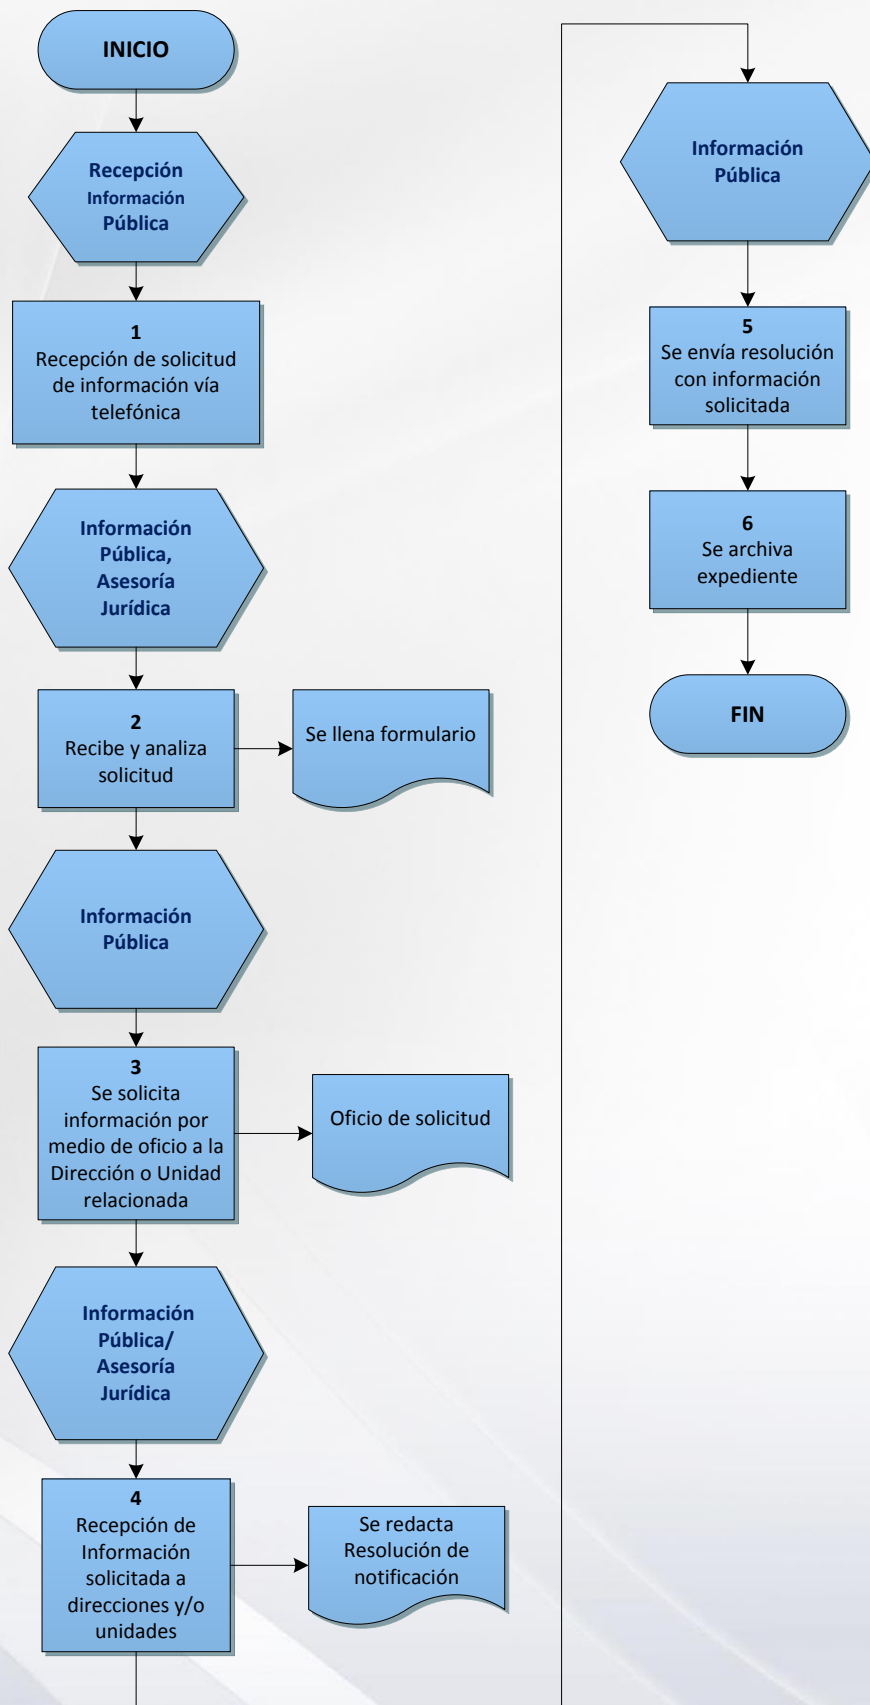 INICIO
Recepción
Información
Pública
1
Recepción de solicitud
de información vía
telefónica
Información
Pública,
Asesoría
Jurídica
2
Recibe y analiza
solicitud
Se llena formulario
Información
Pública
3
Se solicita
información por
medio de oficio a la
Dirección o Unidad
relacionada
Oficio de solicitud
Información
Pública/
Asesoría
Jurídica
4
Recepción de
Información
solicitada a
direcciones y/o
unidades
Se redacta
Resolución de
notificación
Información
Pública
5
Se envía resolución
con información
solicitada
6
Se archiva
expediente
FIN